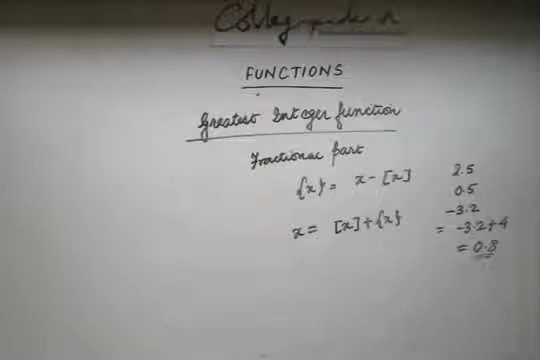 FUNCTIONS
Greatest Integer function
Fractional part
{x} = x - [x]
x = [x] + {x}
2.5
0.5
-3.2
= -3.2+4
= 0.8